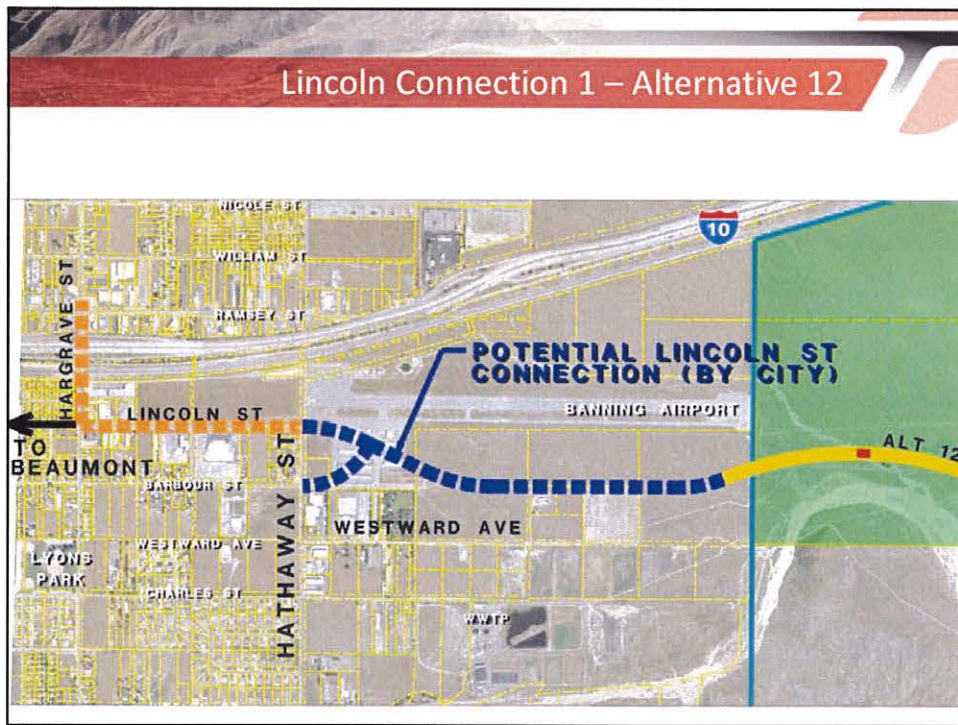 Lincoln Connection 1 – Alternative 12
NICOLE ST
10
WILLIAM ST
HARGRAVE ST
RAMSEY ST
POTENTIAL LINCOLN ST
CONNECTION (BY CITY)
LINCOLN ST
BANNING AIRPORT
TO
BEAUMONT
ALT 12
BARBOUR ST
HATHAWAY ST
WESTWARD AVE
WESTWARD AVE
LYONS
PARK
CHARLES ST
WWTP